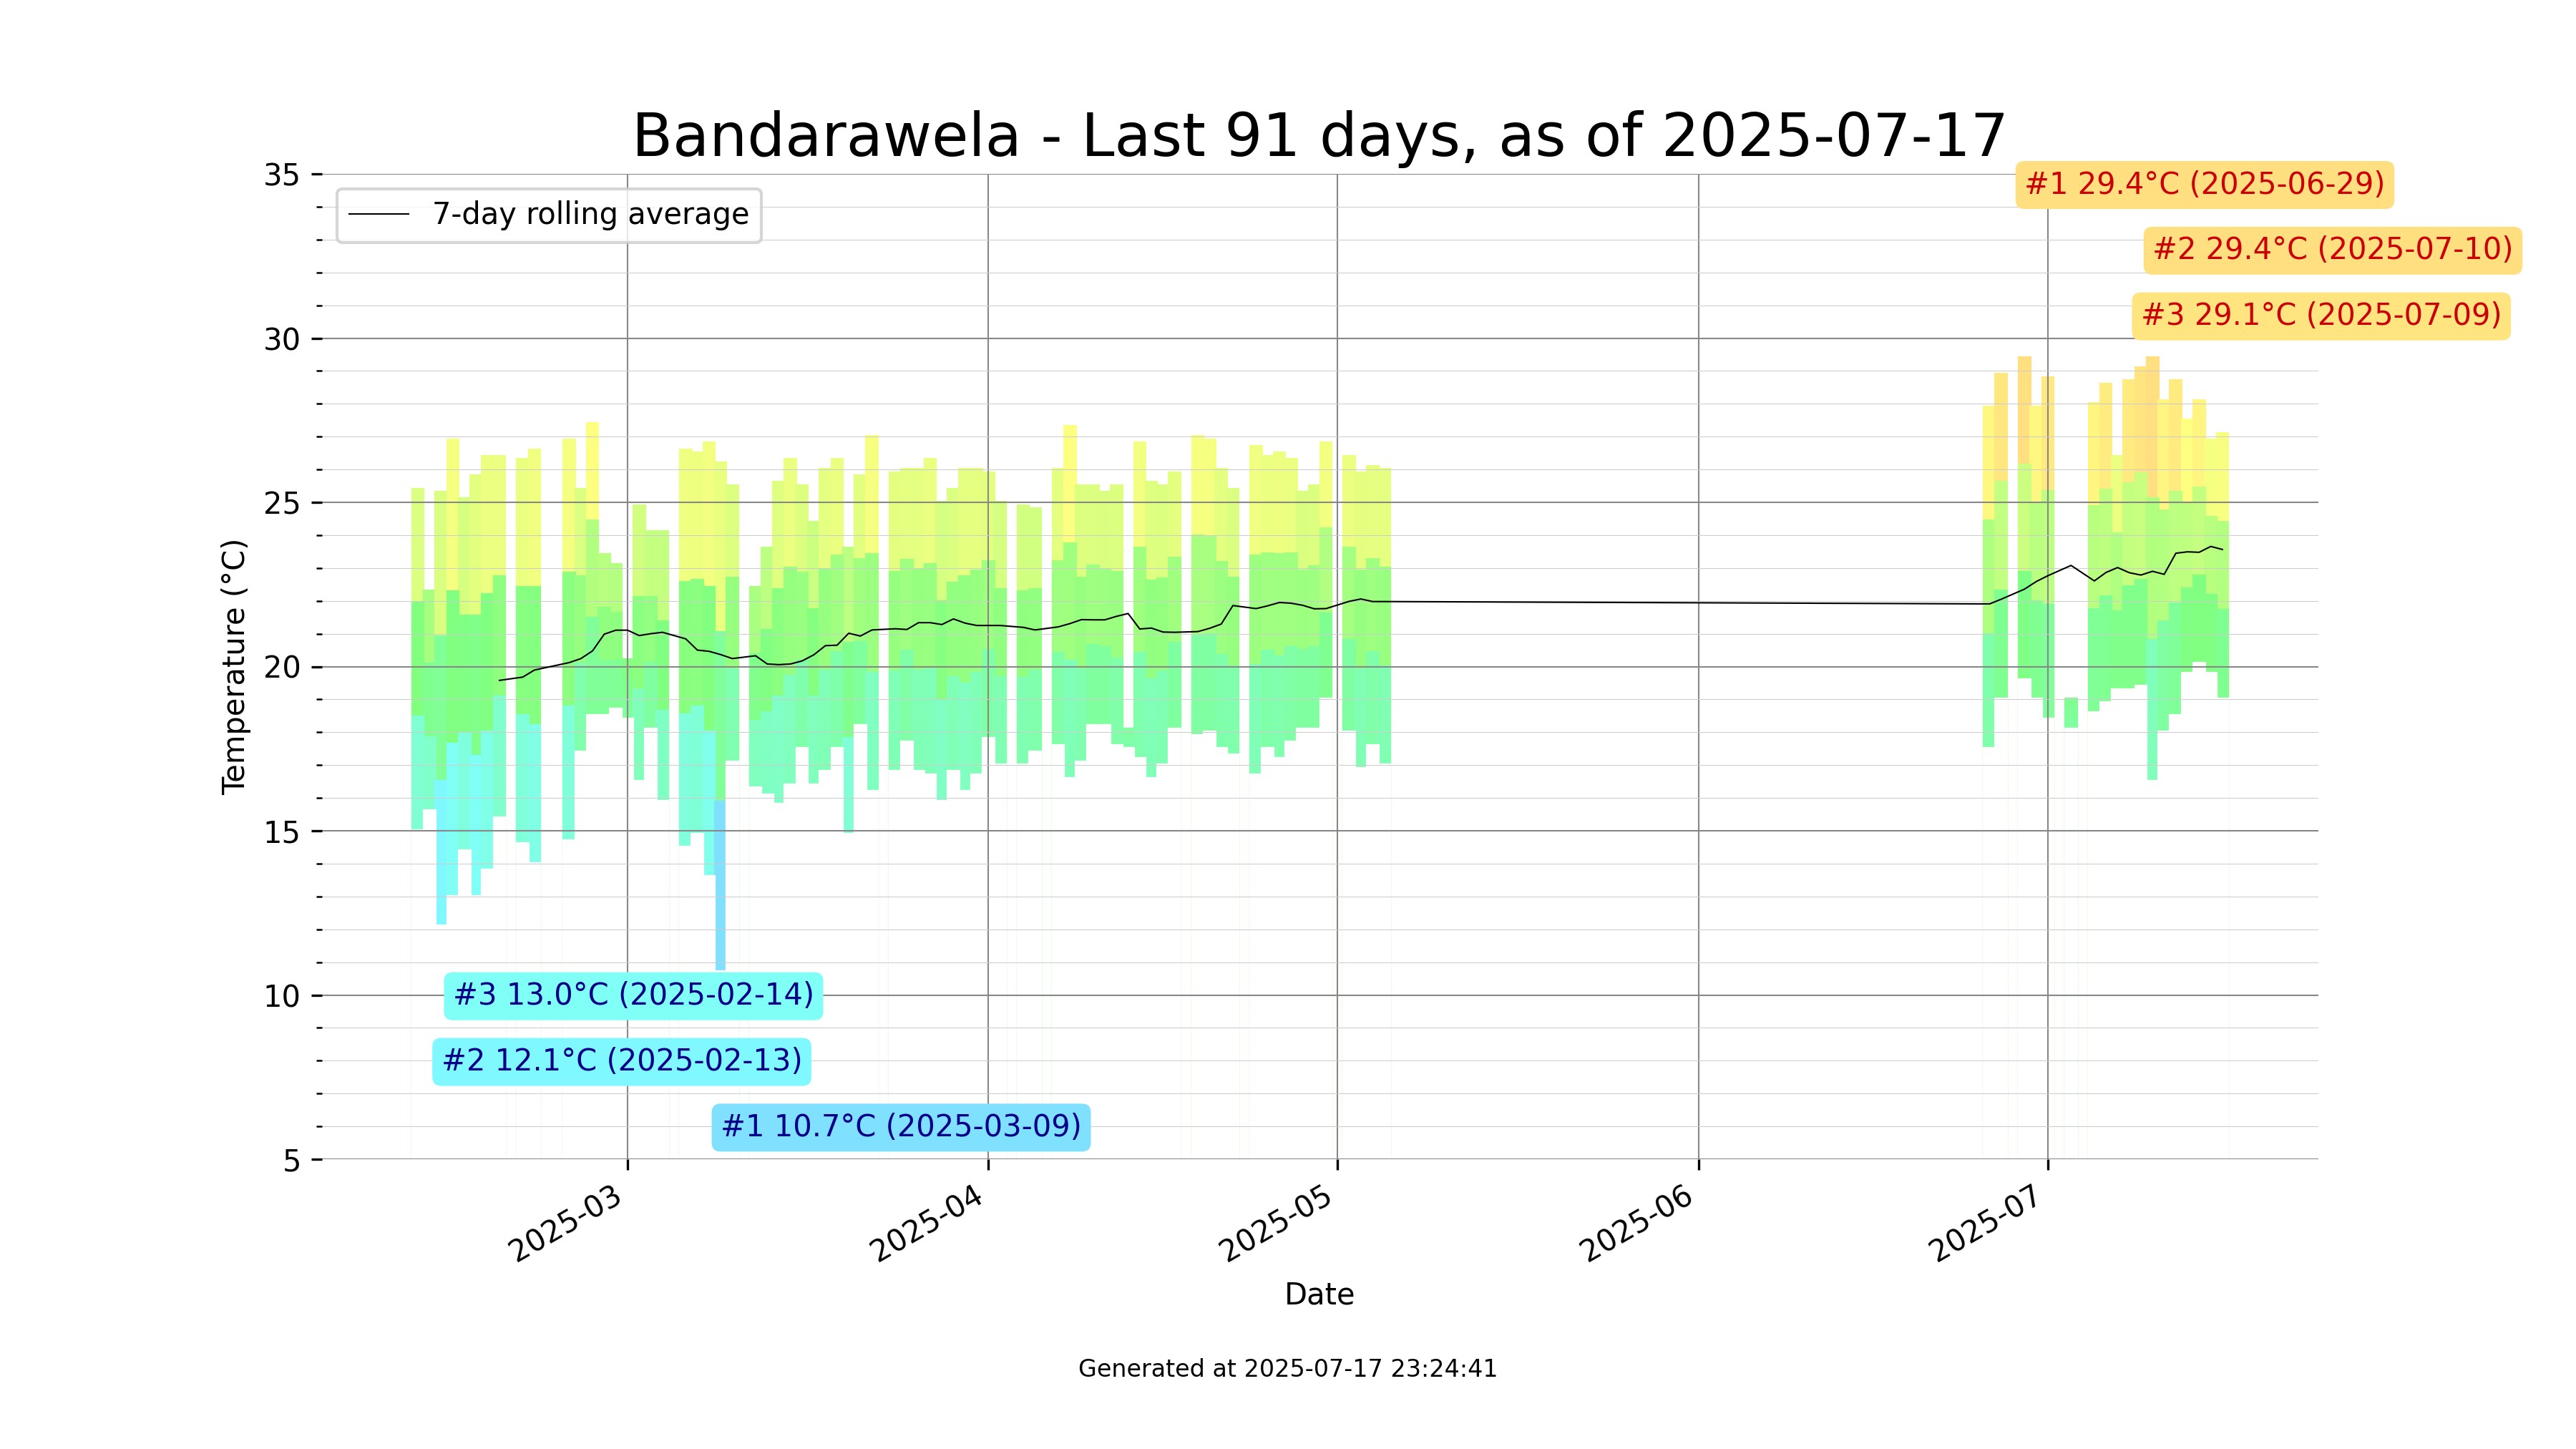 Bandarawela - Last 91 days, as of 2025-07-17
35
#1 29.4°C (2025-06-29)
7-day rolling average
#2 29.4°C (2025-07-10)
#3 29.1°C (2025-07-09)
30
25
20
Temperature (°C)
15
10
#3 13.0°C (2025-02-14)
#2 12.1°C (2025-02-13)
#1 10.7°C (2025-03-09)
5
2025-03
2025-04
2025-05
2025-06
2025-07
Date
Generated at 2025-07-17 23:24:41